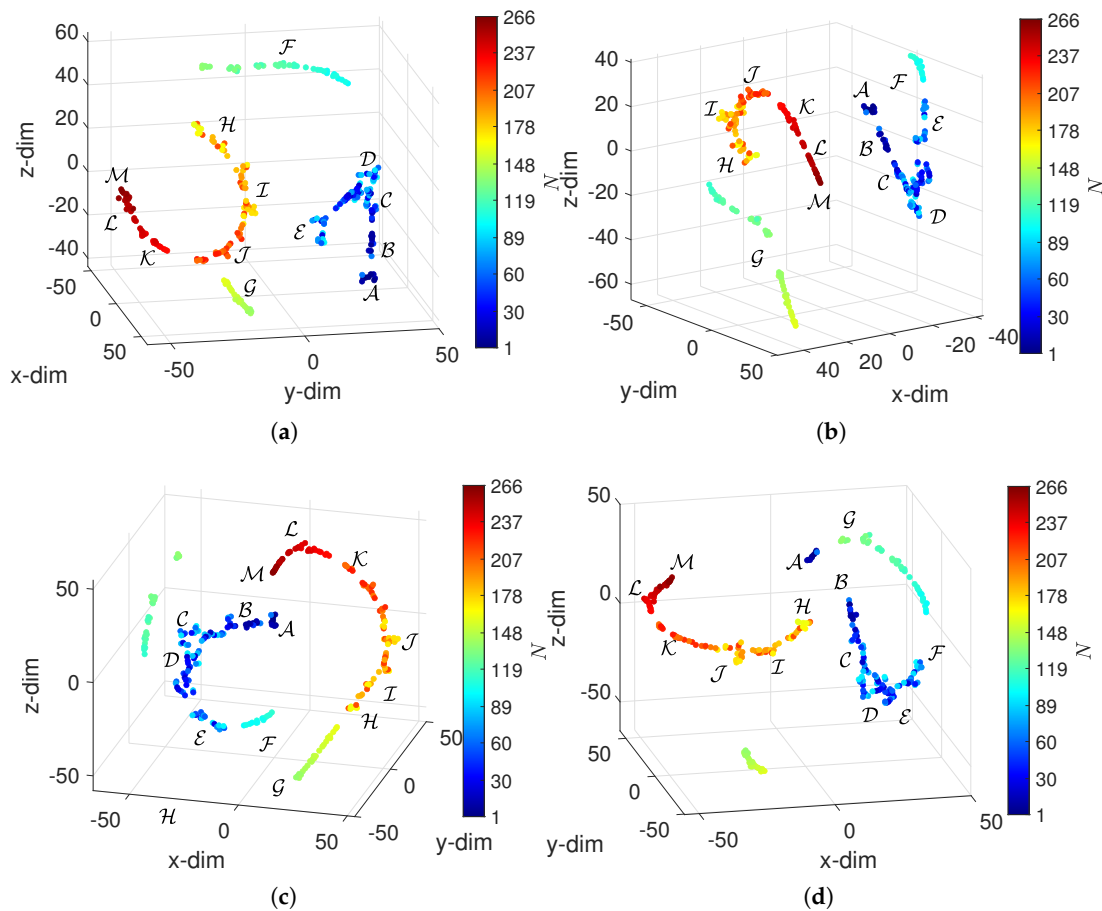 60
40
20
0
-20
-40
z-dim
-50
0
50
x-dim
-50
0
50
y-dim
ℱ
ℋ
ℳ
ℒ
𝒦
𝒥
ℐ
𝒢
𝒟
𝒞
ℰ
ℬ
𝒜
266
237
207
178
148
119
89
60
30
1
N
(a)
40
20
0
-20
-40
-60
z-dim
-50
0
50
y-dim
40
20
0
-20
-40
x-dim
𝒥
ℐ
𝒦
ℋ
ℒ
ℳ
𝒢
ℱ
𝒜
ℰ
ℬ
𝒞
𝒟
266
237
207
178
148
119
89
60
30
1
N
(b)
50
0
-50
z-dim
-50
0
50
x-dim
50
0
-50
y-dim
ℒ
𝒦
ℳ
ℬ
𝒜
𝒞
𝒥
𝒟
ℐ
ℋ
ℰ
ℱ
𝒢
ℋ
266
237
207
178
148
119
89
60
30
1
N
(c)
50
0
-50
z-dim
50
0
-50
y-dim
-50
0
50
x-dim
𝒢
𝒜
ℳ
ℒ
ℬ
ℋ
𝒦
𝒥
ℐ
𝒞
ℱ
𝒟
ℰ
266
237
207
178
148
119
89
60
30
1
N
(d)